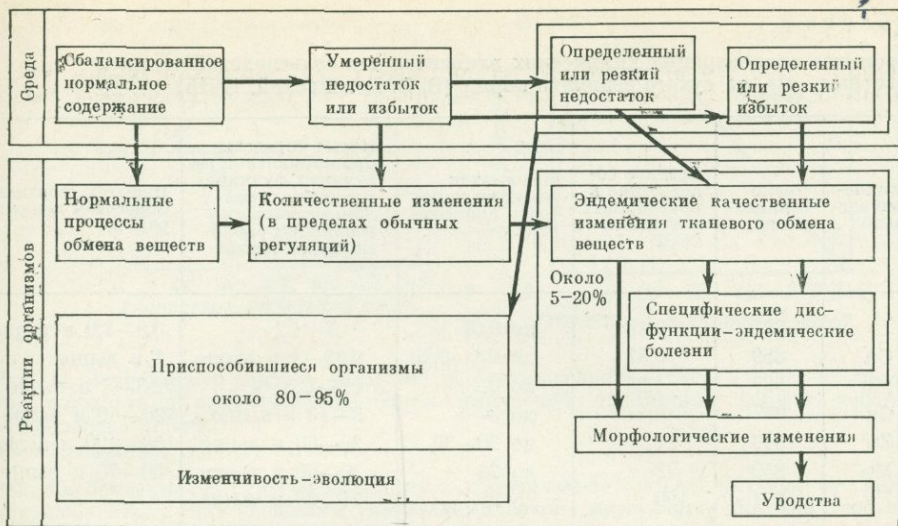 Среда
Сбалансированное
нормальное
содержание
Умеренный
недостаток
или избыток
Определенный
или резкий
недостаток
Определенный
или резкий
избыток
Реакции организмов
Нормальные
процессы
обмена веществ
Количественные изменения
(в пределах обычных
регуляций)
Эндемические качественные
изменения тканевого обмена
веществ
Около
5–20%
Специфические дис-
функции–эндемические
болезни
Приспособившиеся организмы
около 80–95%
Изменчивость–эволюция
Морфологические изменения
Уродства